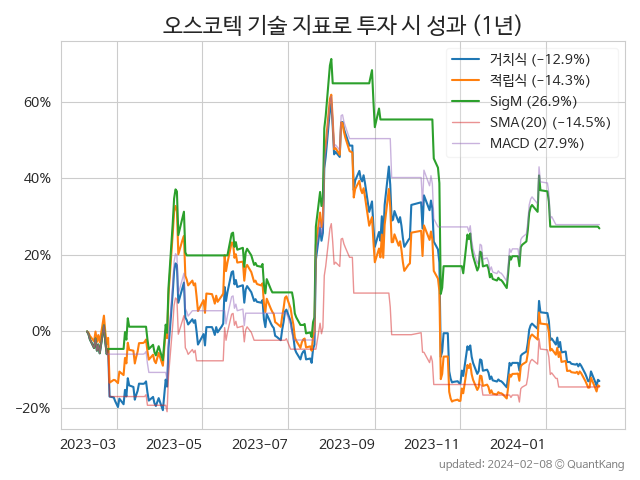 오스코텍 기술 지표로 투자 시 성과 (1년)
거치식 (−12.9%)
적립식 (−14.3%)
SigM (26.9%)
SMA(20) (−14.5%)
MACD (27.9%)
60%
40%
20%
0%
−20%
2023-03 2023-05 2023-07 2023-09 2023-11 2024-01
updated: 2024-02-08 © QuantKang